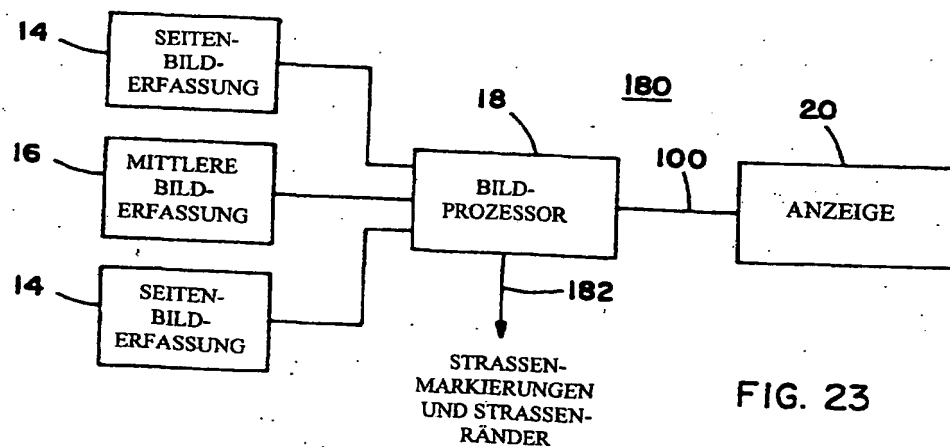 14
SEITEN-
BILD-
ERFASSUNG
16
MITTLERE
BILD-
ERFASSUNG
14
SEITEN-
BILD-
ERFASSUNG
18
BILD-
PROZESSOR
180
100
20
ANZEIGE
182
STRASSEN-
MARKIERUNGEN
UND STRASSEN-
RÄNDER
FIG. 23